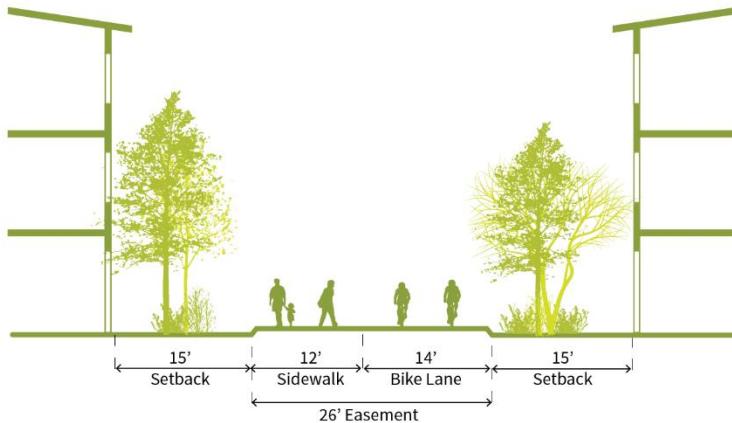 15’ 12’ 14’ 15’
Setback Sidewalk Bike Lane Setback
26’ Easement